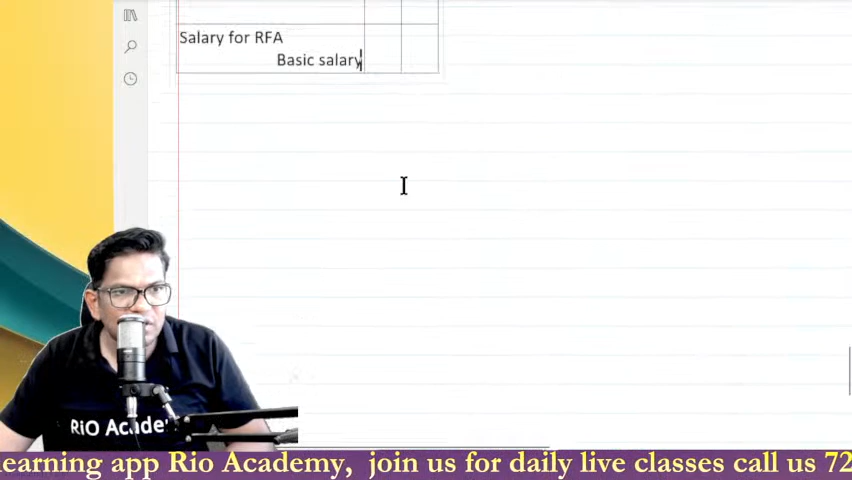 Salary for RFA
Basic salary
RiO Acade
learning app Rio Academy, join us for daily live classes call us 72